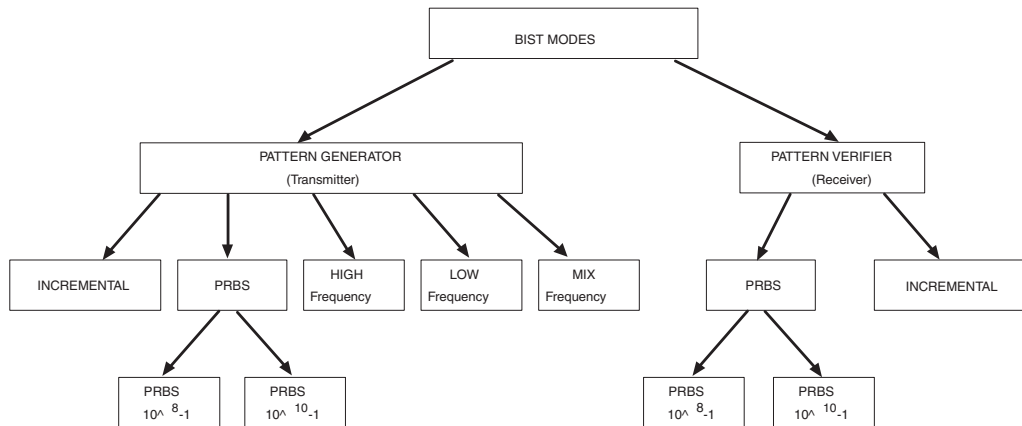 BIST MODES
PATTERN GENERATOR
(Transmitter)
PATTERN VERIFIER
(Receiver)
INCREMENTAL
PRBS
HIGH
Frequency
LOW
Frequency
MIX
Frequency
PRBS
INCREMENTAL
PRBS
10^ 8-1
PRBS
10^ 10-1
PRBS
10^ 8-1
PRBS
10^ 10-1